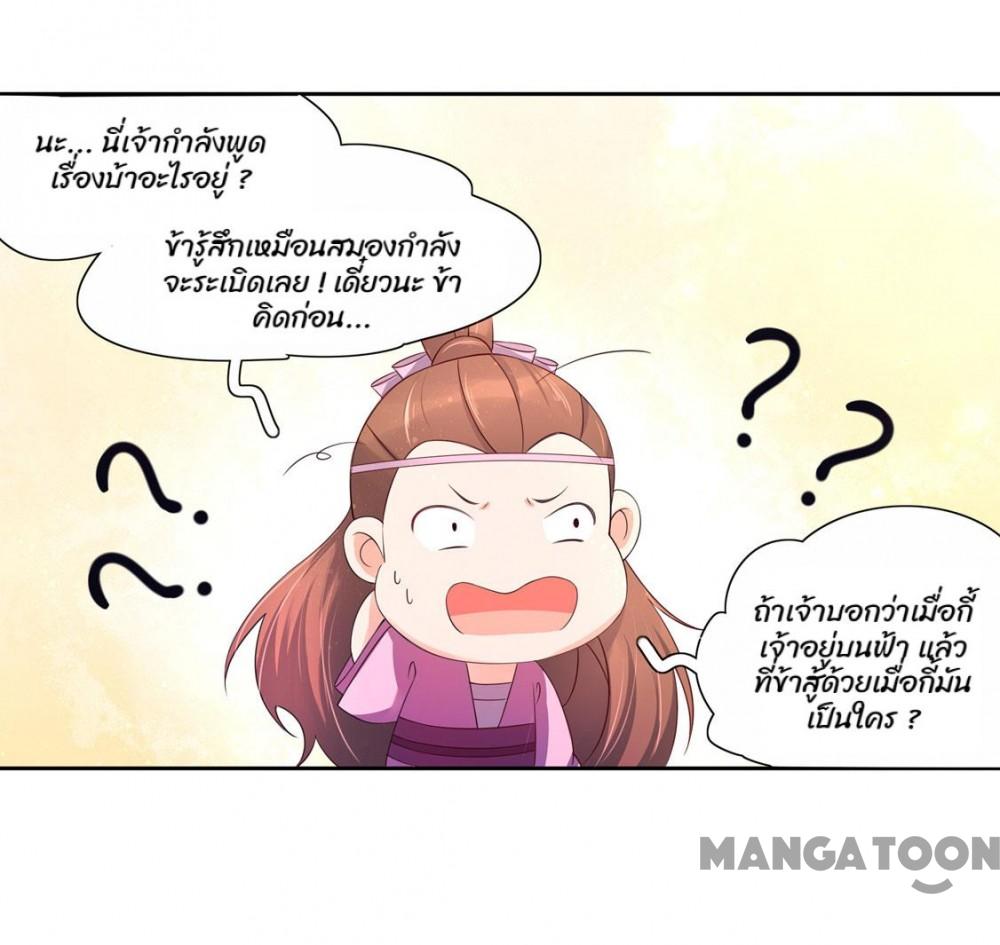 นะ... นี่เจ้ากำลังพูด
เรื่องบ้าอะไรอยู่ ?
ข้ารู้สึกเหมือนสมองกำลัง
จะระเบิดเลย ! เดี๋ยวนะ ข้า
คิดก่อน...
? ?
? ?
ถ้าเจ้าบอกว่าเมื่อกี้
เจ้าอยู่บนฟ้า แล้ว
ที่ข้าสู้ด้วยเมื่อกี้มัน
เป็นใคร ?
MANGATOON